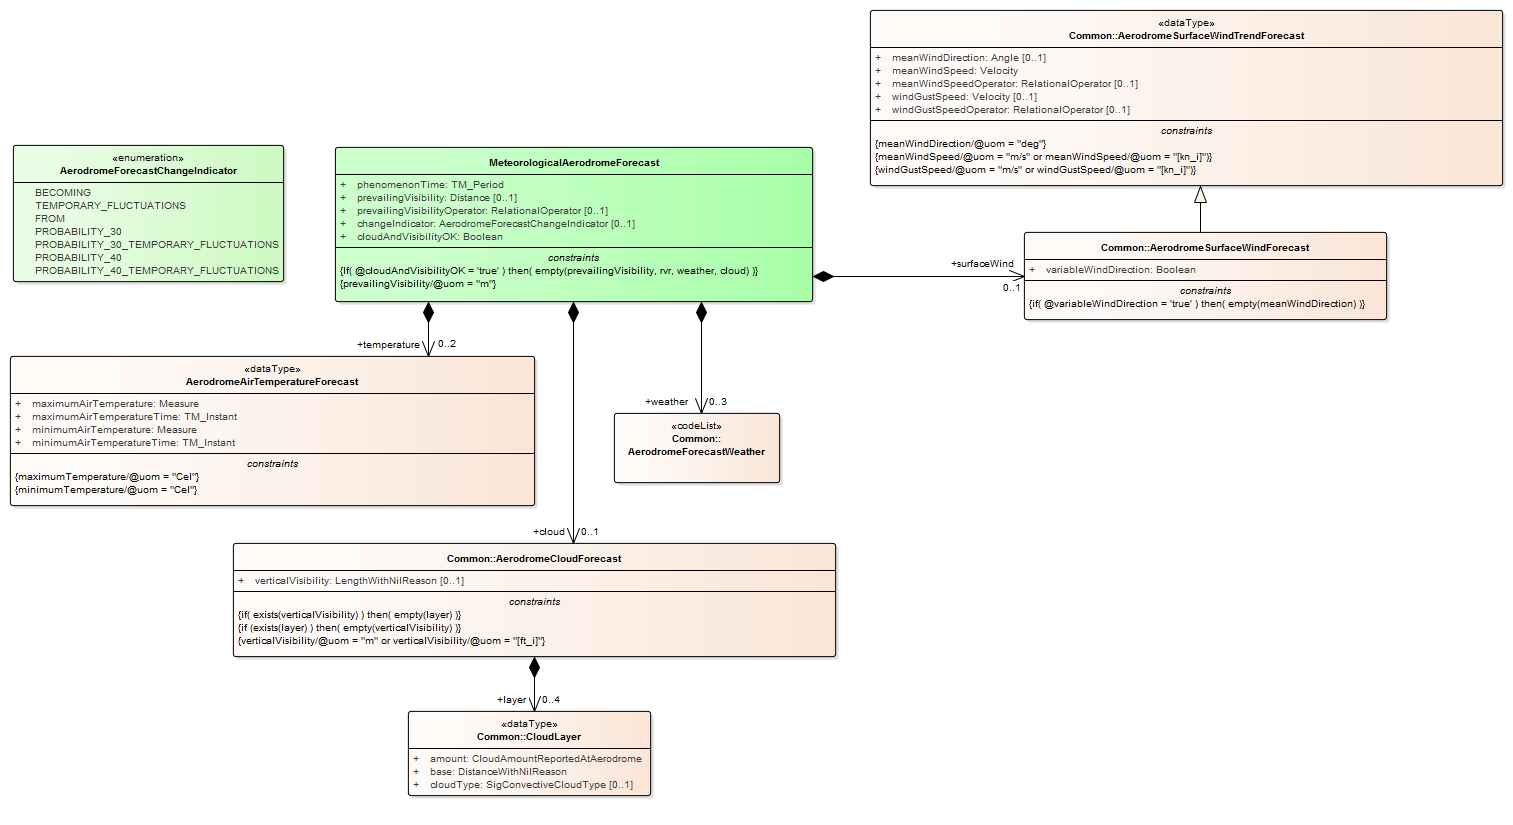 «dataType»
Common::AerodromeSurfaceWindTrendForecast
+ meanWindDirection: Angle [0..1]
+ meanWindSpeed: Velocity
+ meanWindSpeedOperator: RelationalOperator [0..1]
+ windGustSpeed: Velocity [0..1]
+ windGustSpeedOperator: RelationalOperator [0..1]
constraints
{meanWindDirection/@uom = "deg"}
{meanWindSpeed/@uom = "m/s" or meanWindSpeed/@uom = "[kn_i]")}
{windGustSpeed/@uom = "m/s" or windGustSpeed/@uom = "[kn_i]")}
«enumeration»
AerodromeForecastChangeIndicator
BECOMING
TEMPORARY_FLUCTUATIONS
FROM
PROBABILITY_30
PROBABILITY_30_TEMPORARY_FLUCTUATIONS
PROBABILITY_40
PROBABILITY_40_TEMPORARY_FLUCTUATIONS
MeteorologicalAerodromeForecast
+ phenomenonTime: TM_Period
+ prevailingVisibility: Distance [0..1]
+ prevailingVisibilityOperator: RelationalOperator [0..1]
+ changeIndicator: AerodromeForecastChangeIndicator [0..1]
+ cloudAndVisibilityOK: Boolean
constraints
{If( @cloudAndVisibilityOK = 'true' ) then( empty(prevailingVisibility, rvr, weather, cloud) )}
{prevailingVisibility/@uom = "m"}
+surfaceWind
0..1
Common::AerodromeSurfaceWindForecast
+ variableWindDirection: Boolean
constraints
{if( @variableWindDirection = 'true' ) then( empty(meanWindDirection) )}
+temperature 0..2
«dataType»
AerodromeAirTemperatureForecast
+ maximumAirTemperature: Measure
+ maximumAirTemperatureTime: TM_Instant
+ minimumAirTemperature: Measure
+ minimumAirTemperatureTime: TM_Instant
constraints
{maximumTemperature/@uom = "Cel"}
{minimumTemperature/@uom = "Cel"}
+weather 0..3
«codeList»
Common::
AerodromeForecastWeather
+cloud 0..1
Common::AerodromeCloudForecast
+ verticalVisibility: LengthWithNilReason [0..1]
constraints
{if( exists(verticalVisibility) ) then( empty(layer) )}
{if (exists(layer) ) then( empty(verticalVisibility) )}
{verticalVisibility/@uom = "m" or verticalVisibility/@uom = "[ft_i]"}
+layer 0..4
«dataType»
Common::CloudLayer
+ amount: CloudAmountReportedAtAerodrome
+ base: DistanceWithNilReason
+ cloudType: SigConvectiveCloudType [0..1]